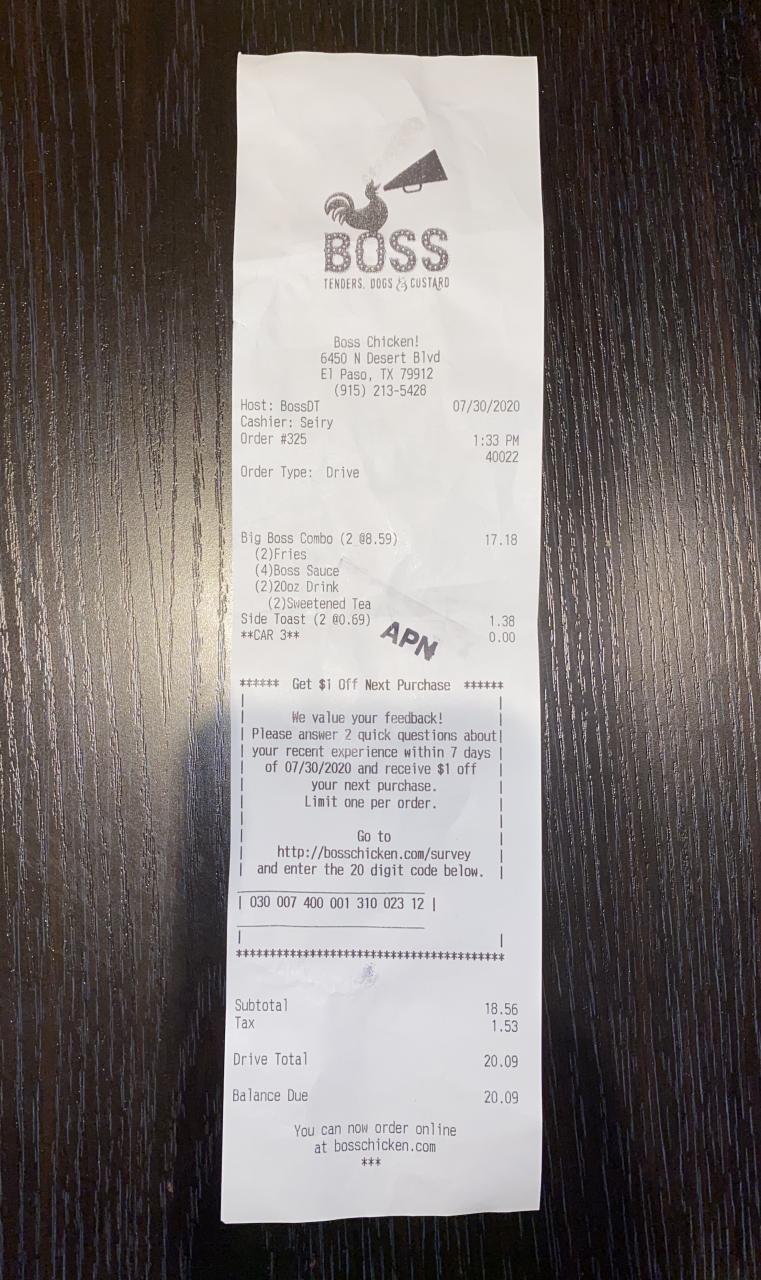 BOSS
TENDERS, DOGS & CUSTARD
Boss Chicken!
6450 N Desert Blvd
El Paso, TX 79912
(915) 213-5428
Host: BossDT 07/30/2020
Cashier: Seiry
Order #325 1:33 PM
40022
Order Type: Drive
Big Boss Combo (2 @8.59) 17.18
(2)Fries
(4)Boss Sauce
(2)20oz Drink
(2)Sweetened Tea
Side Toast (2 @0.69) 1.38
**CAR 3** 0.00
APN
****** Get $1 Off Next Purchase ******
We value your feedback!
Please answer 2 quick questions about
your recent experience within 7 days
of 07/30/2020 and receive $1 off
your next purchase.
Limit one per order.
Go to
http://bosschicken.com/survey
and enter the 20 digit code below.
| 030 007 400 001 310 023 12 |
***************************************
Subtotal 18.56
Tax 1.53
Drive Total 20.09
Balance Due 20.09
You can now order online
at bosschicken.com
***